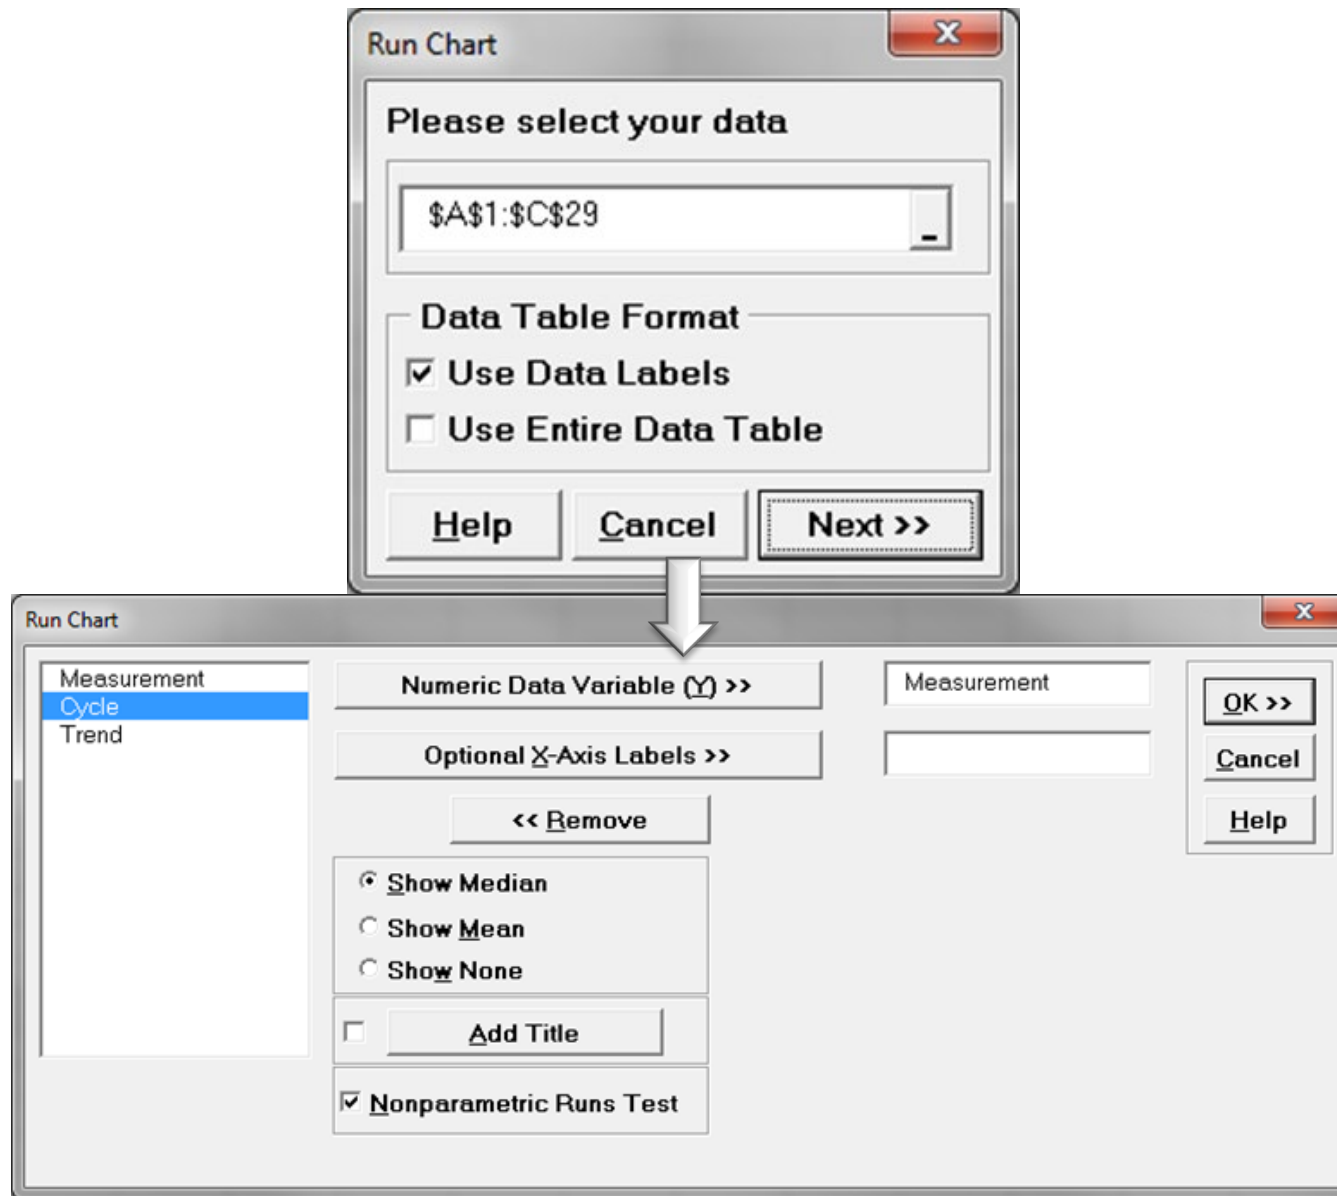 Run Chart
Please select your data
$A$1:$C$29
Data Table Format
Use Data Labels
Use Entire Data Table
Help Cancel Next >>
Run Chart
Measurement
Cycle
Trend
Numeric Data Variable (Y) >>
Measurement
Optional X-Axis Labels >>
<< Remove
Show Median
Show Mean
Show None
Add Title
Nonparametric Runs Test
OK >>
Cancel
Help